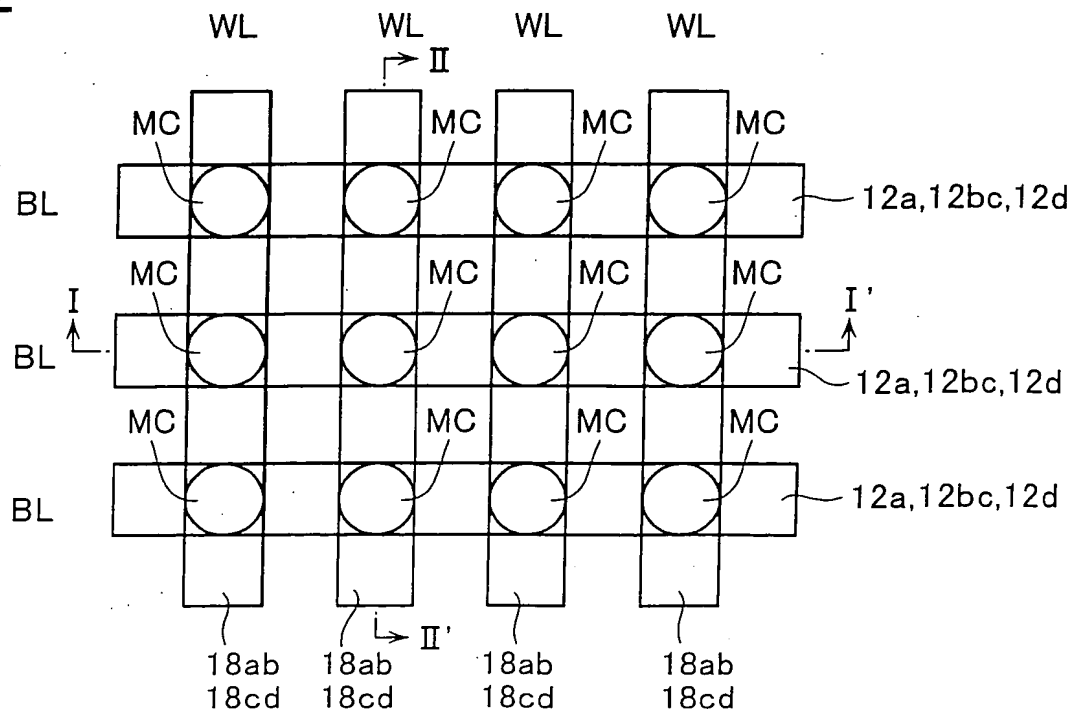 WL WL WL WL
II
MC MC MC MC
BL 12a,12bc,12d
MC MC MC MC
I I'
BL 12a,12bc,12d
MC MC MC MC
BL 12a,12bc,12d
II'
18ab 18ab 18ab 18ab
18cd 18cd 18cd 18cd